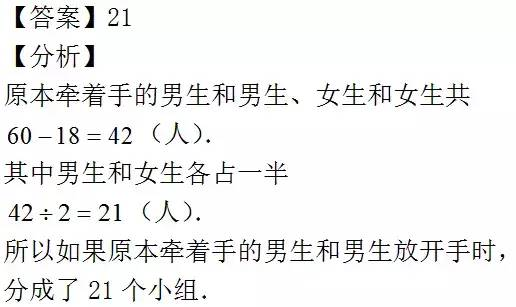 【答案】21
【分析】
原本牵着手的男生和男生、女生和女生共
60－18＝42（人）.
其中男生和女生各占一半
42÷2＝21（人）.
所以如果原本牵着手的男生和男生放开手时，
分成了 21 个小组.